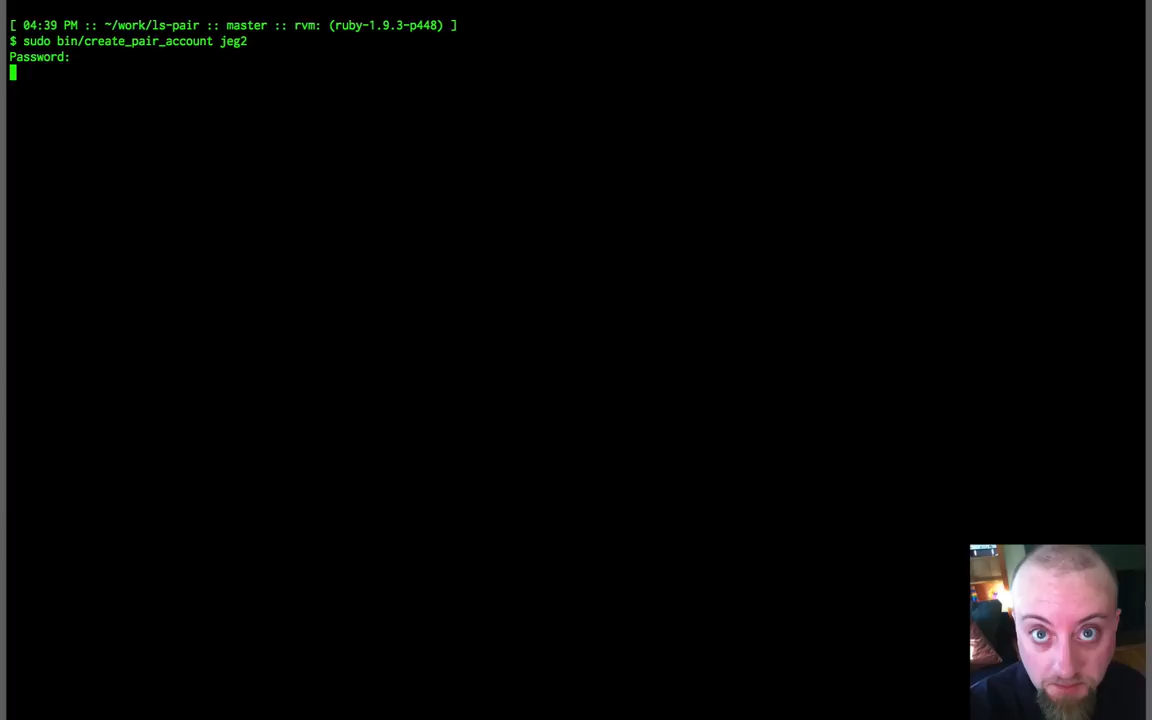 [ 04:39 PM :: ~/work/ls-pair :: master :: rvm: (ruby-1.9.3-p448) ]
$ sudo bin/create_pair_account jeg2
Password: